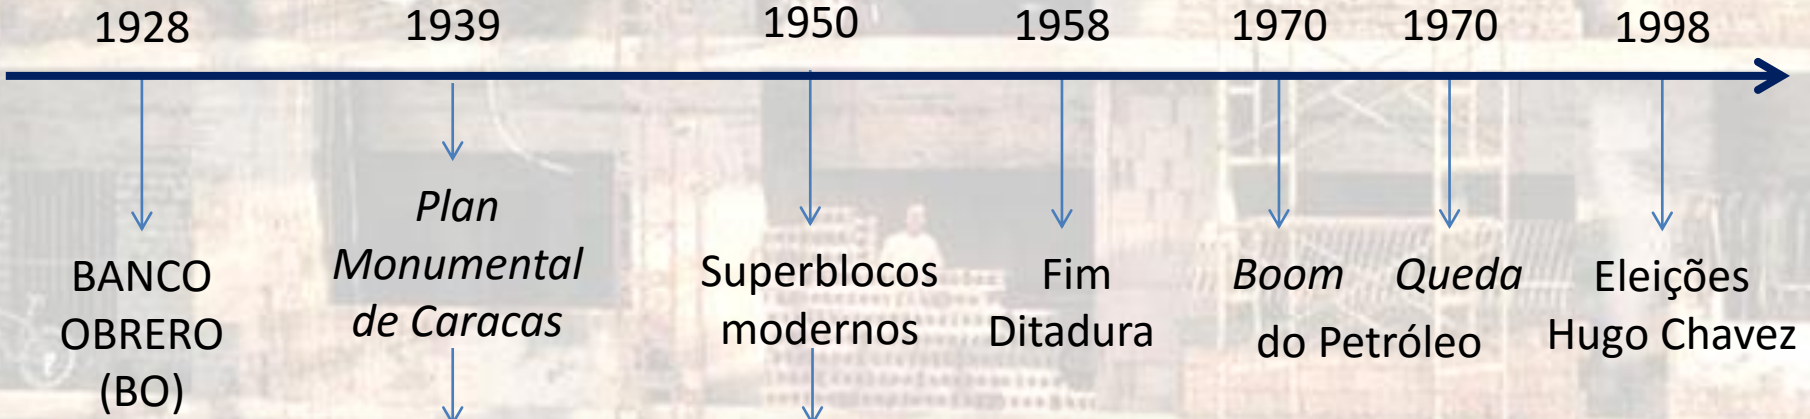 1928 1939 1950 1958 1970 1970 1998
BANCO
OBRERO
(BO)
Plan
Monumental
de Caracas
Superblocos
modernos
Fim
Ditadura
Boom Queda
do Petróleo
Eleições
Hugo Chavez